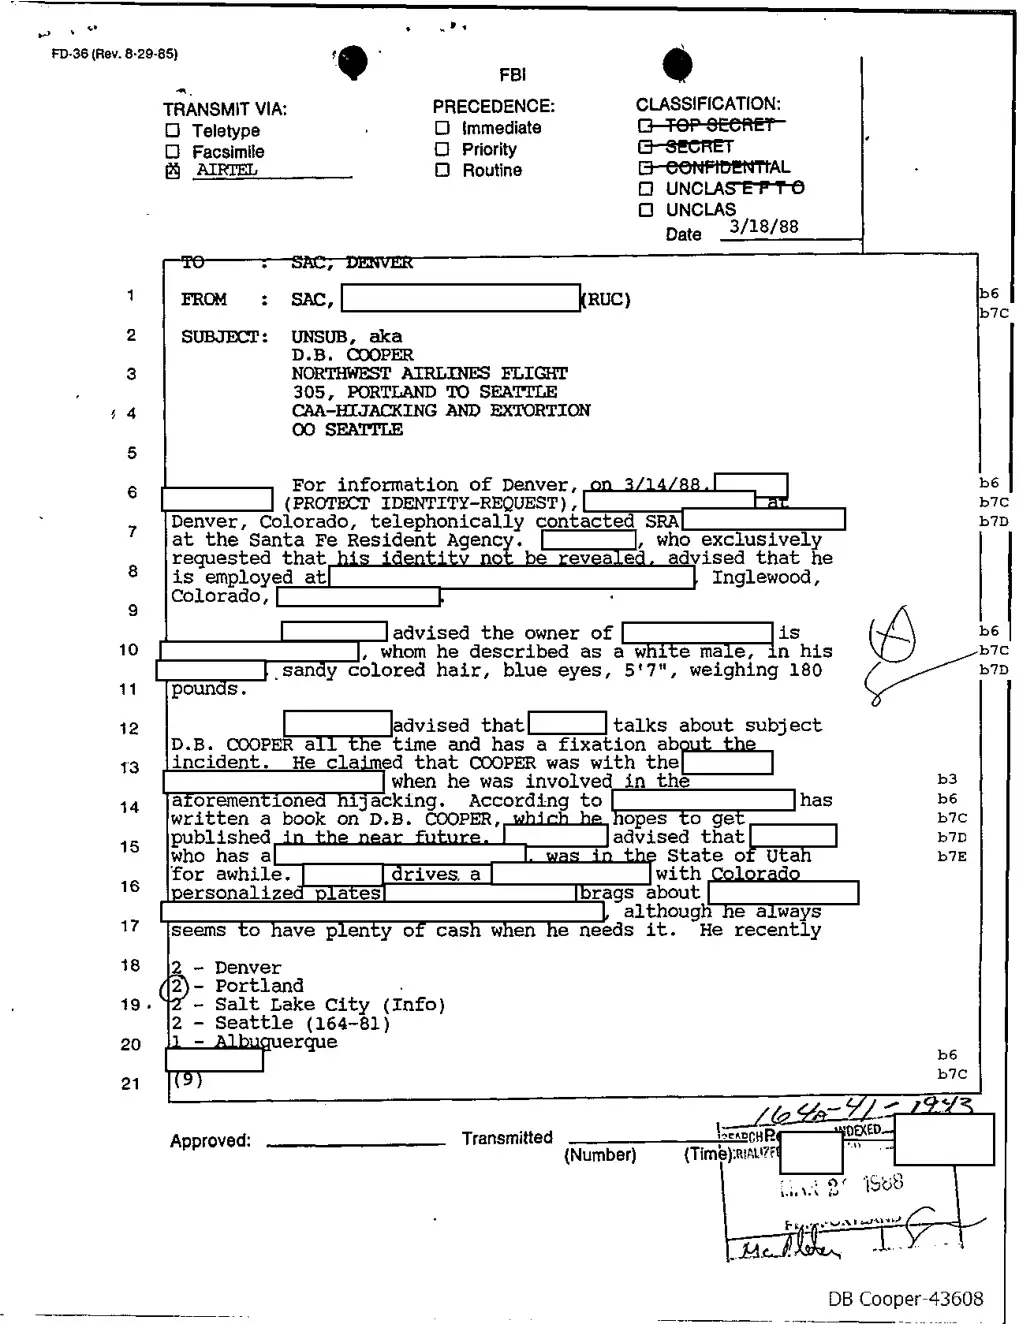 FD-36 (Rev. 8-29-85)
FBI
TRANSMIT VIA:
☐ Teletype
☐ Facsimile
☒ AIRTEL
PRECEDENCE:
☐ Immediate
☐ Priority
☐ Routine
CLASSIFICATION:
☐ TOP SECRET
☐ SECRET
☐ CONFIDENTIAL
☐ UNCLAS E F T O
☐ UNCLAS
Date 3/18/88
TO : SAC, DENVER
1 FROM : SAC, (RUC) b6
b7C
2 SUBJECT: UNSUB, aka
D.B. COOPER
3 NORTHWEST AIRLINES FLIGHT
305, PORTLAND TO SEATTLE
4 CAA-HIJACKING AND EXTORTION
OO SEATTLE
5
For information of Denver, on 3/14/88, b6
6 (PROTECT IDENTITY-REQUEST), at b7C
Denver, Colorado, telephonically contacted SRA b7D
7 at the Santa Fe Resident Agency. , who exclusively
requested that his identity not be revealed, advised that he
8 is employed at , Inglewood,
Colorado, .
9
advised the owner of is b6
10 , whom he described as a white male, in his b7C
, sandy colored hair, blue eyes, 5'7", weighing 180 b7D
11 pounds.
12 advised that talks about subject
D.B. COOPER all the time and has a fixation about the
13 incident. He claimed that COOPER was with the
when he was involved in the b3
14 aforementioned hijacking. According to has b6
written a book on D.B. COOPER, which he hopes to get b7C
published in the near future. advised that b7D
15 who has a , was in the State of Utah b7E
for awhile. drives a with Colorado
16 personalized plates brags about
, although he always
17 seems to have plenty of cash when he needs it. He recently
18 2 - Denver
2 - Portland
19 2 - Salt Lake City (Info)
2 - Seattle (164-81)
20 1 - Albuquerque
b6
21 (9) b7C
164A-41-1943
Approved: Transmitted
(Number) (Time)
INDEXED
1988
DB Cooper-43608